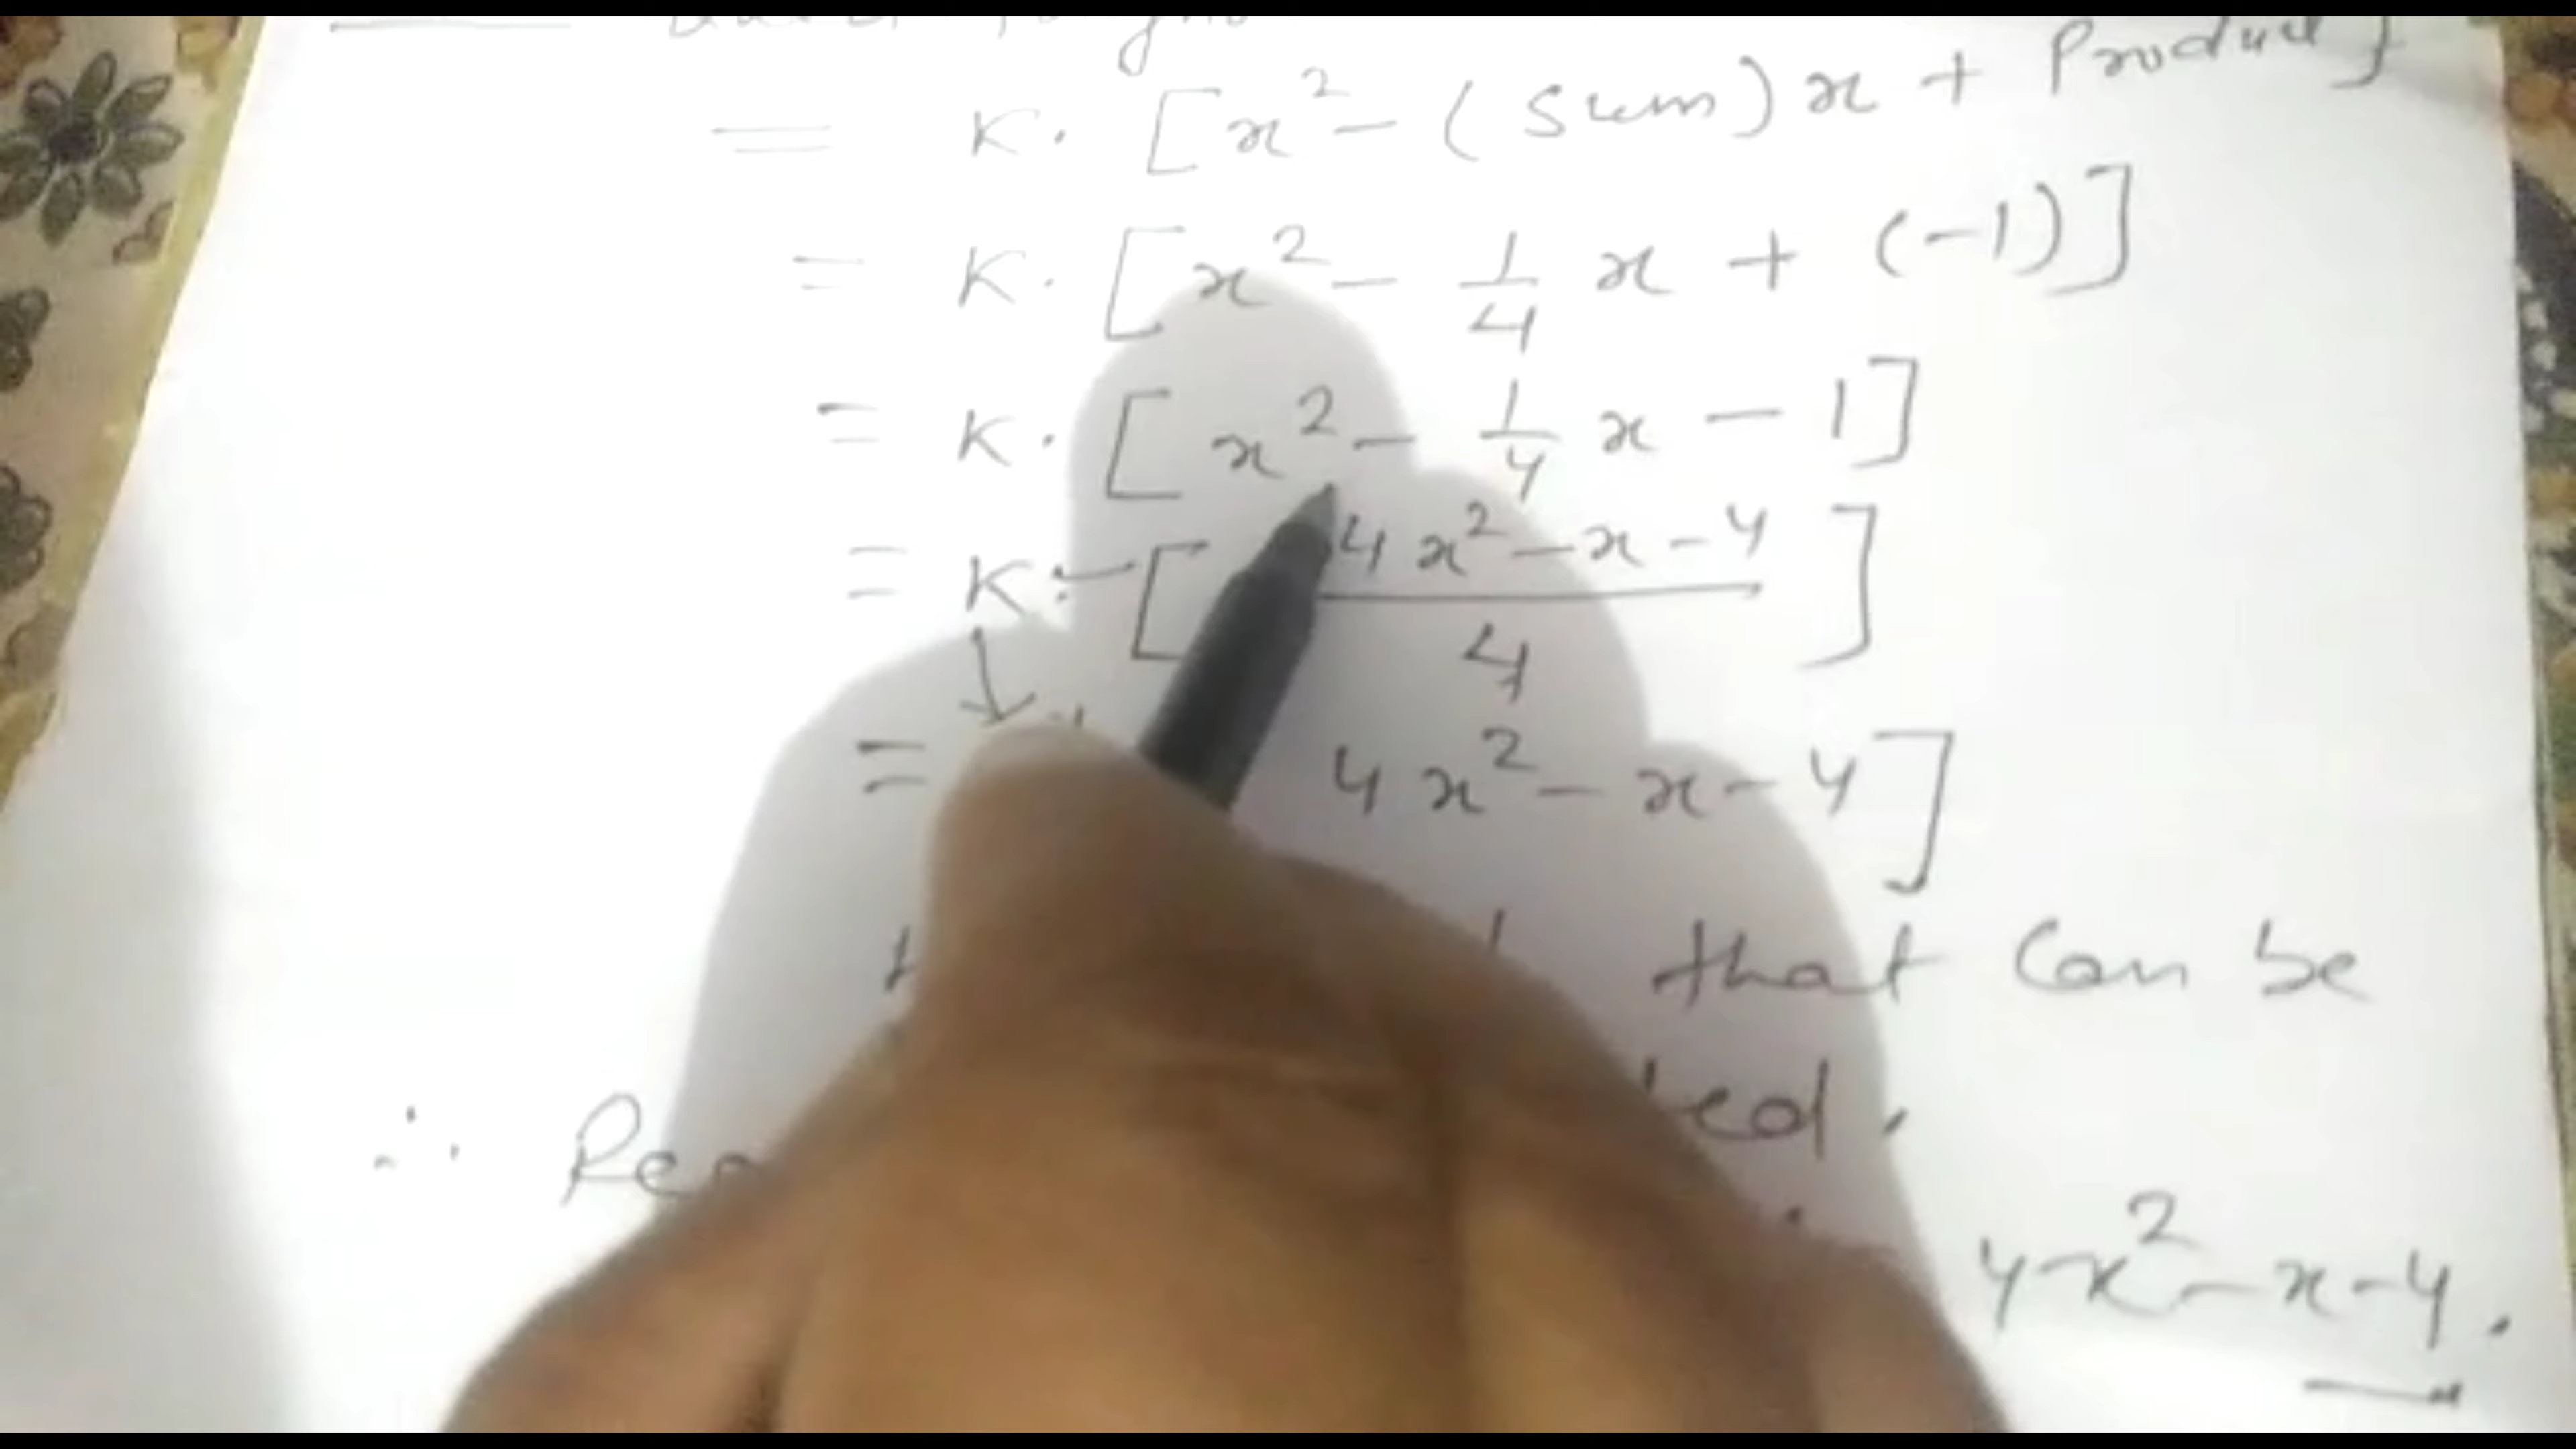 = K. [x² - (Sum)x + Product]
= K. [x² - 1/4 x + (-1)]
= K. [x² - 1/4 x - 1]
= K. [4x² - x - 4 / 4]
= 4x² - x - 4]
that can be
∴
4x² - x - 4.